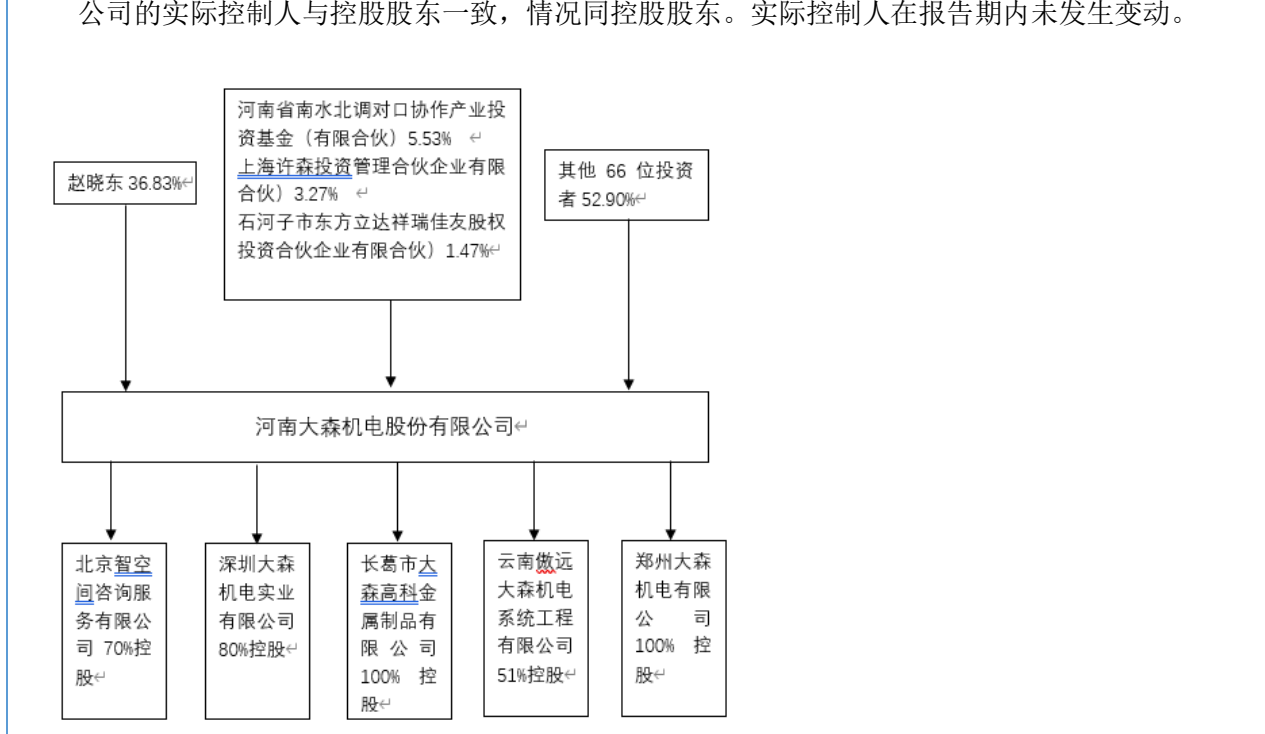 公司的实际控制人与控股股东一致，情况同控股股东。实际控制人在报告期内未发生变动。
赵晓东 36.83%↵
河南省南水北调对口协作产业投
资基金（有限合伙）5.53% ↵
上海许森投资管理合伙企业有限
合伙）3.27% ↵
石河子市东方立达祥瑞佳友股权
投资合伙企业有限合伙）1.47%↵
其他 66 位投资
者 52.90%↵
河南大森机电股份有限公司↵
北京智空
间咨询服
务有限公
司 70%控
股↵
深圳大森
机电实业
有限公司
80%控股↵
长葛市大
森高科金
属制品有
限 公 司
100% 控
股↵
云南傲远
大森机电
系统工程
有限公司
51%控股↵
郑州大森
机电有限
公 司
100% 控
股↵